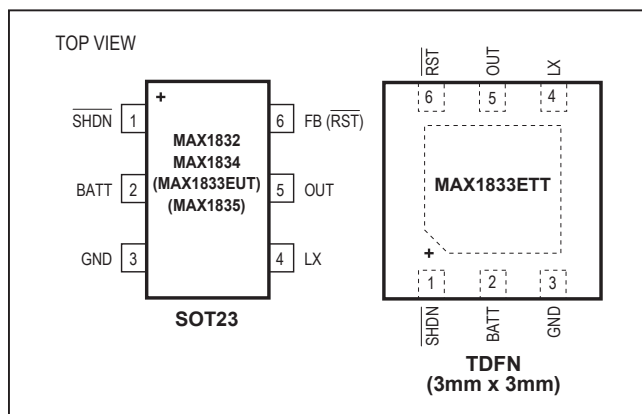 TOP VIEW
+
SHDN 1
BATT 2
GND 3
MAX1832
MAX1834
(MAX1833EUT)
(MAX1835)
6 FB (RST)
5 OUT
4 LX
SOT23
RST OUT LX
6 5 4
MAX1833ETT
+
1 2 3
SHDN BATT GND
TDFN
(3mm x 3mm)